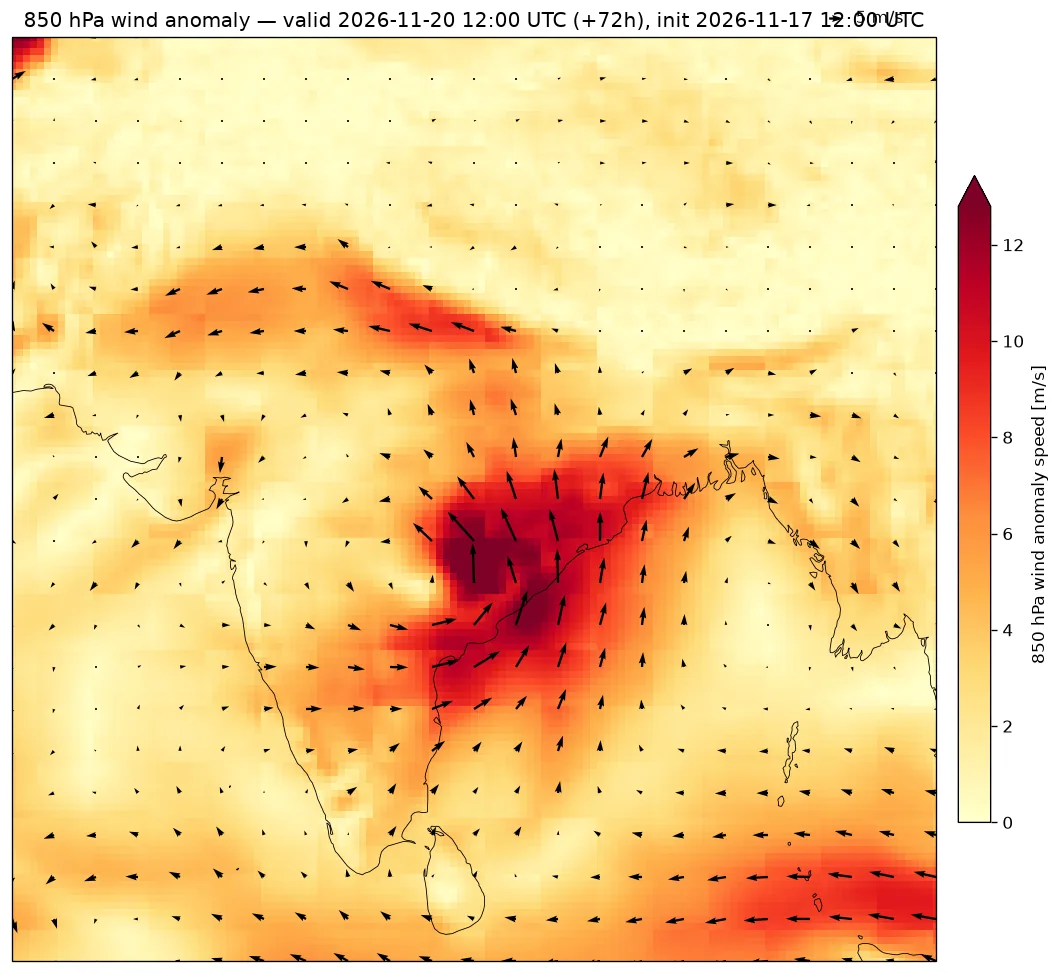 850 hPa wind anomaly — valid 2026-11-20 12:00 UTC (+72h), init 2026-11-17 12:00 UTC
5 m/s
12
10
8
6
4
2
0
850 hPa wind anomaly speed [m/s]